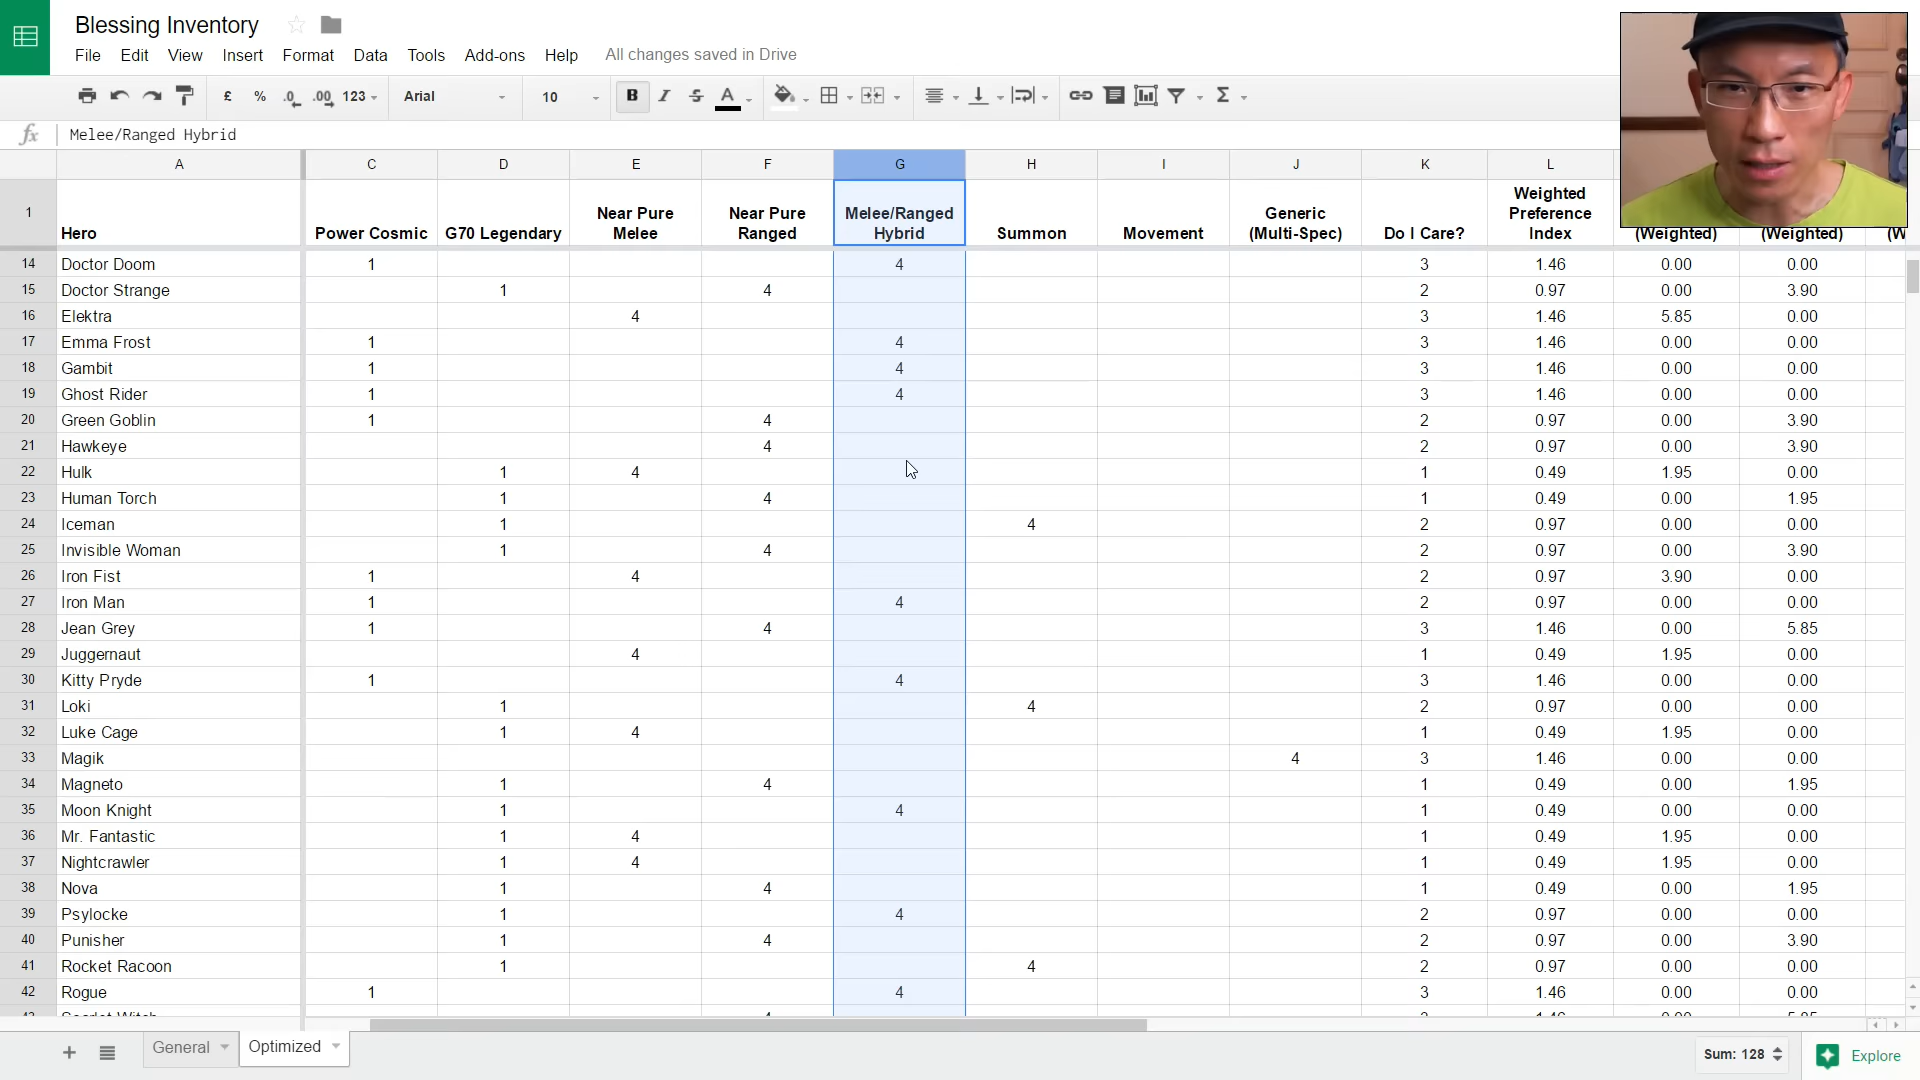 Blessing Inventory
File Edit View Insert Format Data Tools Add-ons Help All changes saved in Drive
£ % .0 .00 123 Arial 10 B I S A Σ
fx Melee/Ranged Hybrid
A C D E F G H I J K L
1 Hero Power Cosmic G70 Legendary Near Pure Melee Near Pure Ranged Melee/Ranged Hybrid Summon Movement Generic (Multi-Spec) Do I Care? Weighted Preference Index (Weighted) (Weighted) (W
14 Doctor Doom 1 4 3 1.46 0.00 0.00
15 Doctor Strange 1 4 2 0.97 0.00 3.90
16 Elektra 4 3 1.46 5.85 0.00
17 Emma Frost 1 4 3 1.46 0.00 0.00
18 Gambit 1 4 3 1.46 0.00 0.00
19 Ghost Rider 1 4 3 1.46 0.00 0.00
20 Green Goblin 1 4 2 0.97 0.00 3.90
21 Hawkeye 4 2 0.97 0.00 3.90
22 Hulk 1 4 1 0.49 1.95 0.00
23 Human Torch 1 4 1 0.49 0.00 1.95
24 Iceman 1 4 2 0.97 0.00 0.00
25 Invisible Woman 1 4 2 0.97 0.00 3.90
26 Iron Fist 1 4 2 0.97 3.90 0.00
27 Iron Man 1 4 2 0.97 0.00 0.00
28 Jean Grey 1 4 3 1.46 0.00 5.85
29 Juggernaut 4 1 0.49 1.95 0.00
30 Kitty Pryde 1 4 3 1.46 0.00 0.00
31 Loki 1 4 2 0.97 0.00 0.00
32 Luke Cage 1 4 1 0.49 1.95 0.00
33 Magik 4 3 1.46 0.00 0.00
34 Magneto 1 4 1 0.49 0.00 1.95
35 Moon Knight 1 4 1 0.49 0.00 0.00
36 Mr. Fantastic 1 4 1 0.49 1.95 0.00
37 Nightcrawler 1 4 1 0.49 1.95 0.00
38 Nova 1 4 1 0.49 0.00 1.95
39 Psylocke 1 4 2 0.97 0.00 0.00
40 Punisher 1 4 2 0.97 0.00 3.90
41 Rocket Racoon 1 4 2 0.97 0.00 0.00
42 Rogue 1 4 3 1.46 0.00 0.00
General Optimized Sum: 128 Explore